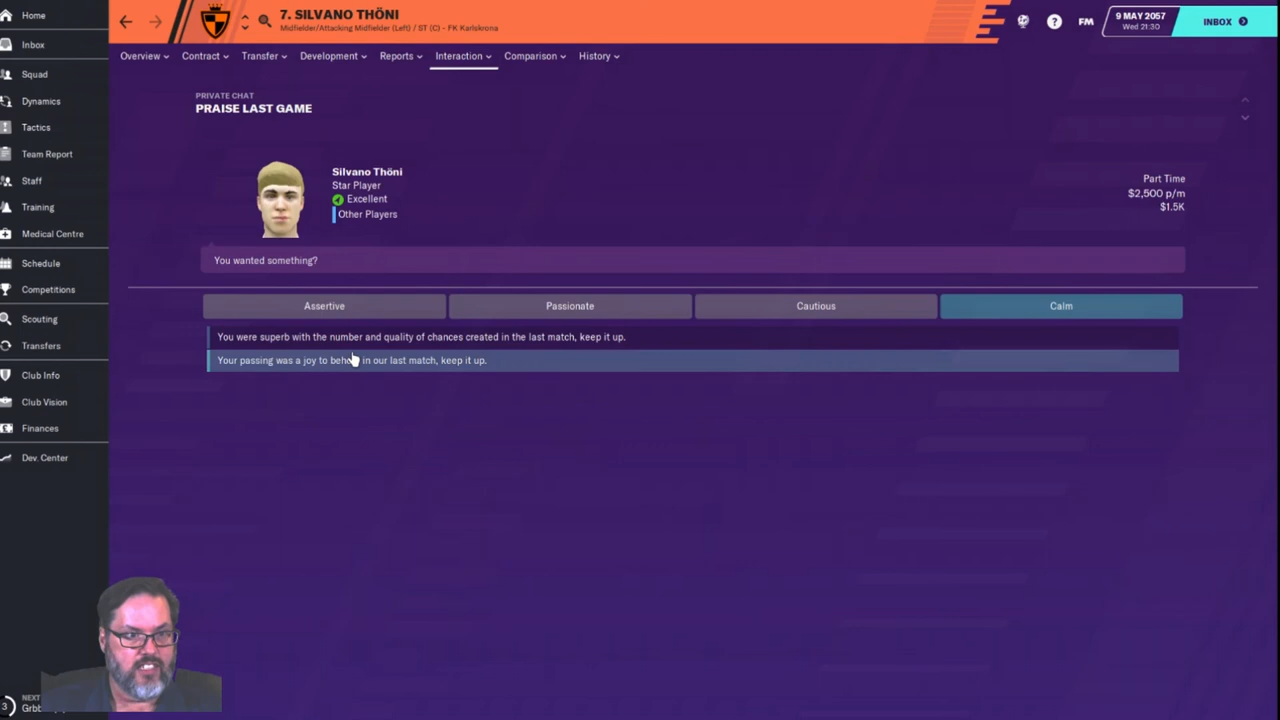 Home
Inbox
Squad
Dynamics
Tactics
Team Report
Staff
Training
Medical Centre
Schedule
Competitions
Scouting
Transfers
Club Info
Club Vision
Finances
Dev. Center
3
NEXT
Grbb
7. SILVANO THÖNI
Midfielder/Attacking Midfielder (Left) / ST (C) - FK Karlskrona
? FM
9 MAY 2057
Wed 21:30
INBOX
Overview Contract Transfer Development Reports Interaction Comparison History
PRIVATE CHAT
PRAISE LAST GAME
Silvano Thöni
Star Player
Excellent
Other Players
Part Time
$2,500 p/m
$1.5K
You wanted something?
Assertive Passionate Cautious Calm
You were superb with the number and quality of chances created in the last match, keep it up.
Your passing was a joy to in our last match, keep it up.